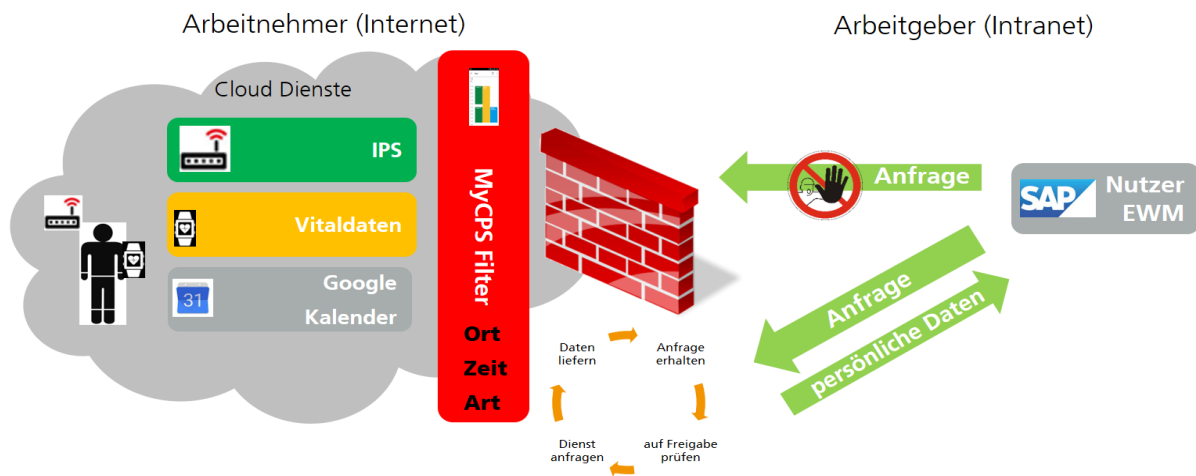 Arbeitnehmer (Internet)
Arbeitgeber (Intranet)
Cloud Dienste
IPS
Vitaldaten
Google
Kalender
31
MyCPS Filter
Ort
Zeit
Art
Anfrage
SAP
Nutzer
EWM
Anfrage
persönliche Daten
Daten
liefern
Anfrage
erhalten
Dienst
anfragen
auf Freigabe
prüfen